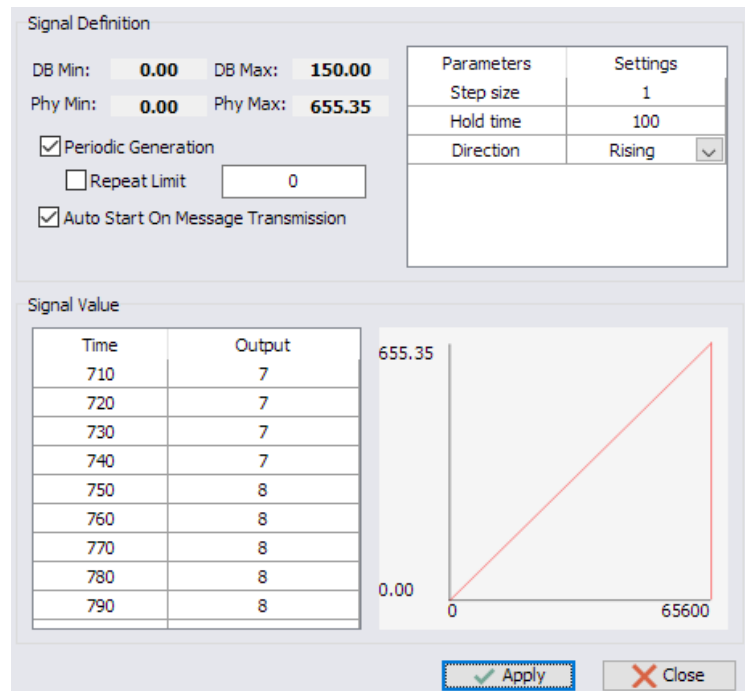 Signal Definition
DB Min: 0.00 DB Max: 150.00
Phy Min: 0.00 Phy Max: 655.35
Periodic Generation
Repeat Limit 0
Auto Start On Message Transmission
Parameters Settings
Step size 1
Hold time 100
Direction Rising
Signal Value
Time Output
710 7
720 7
730 7
740 7
750 8
760 8
770 8
780 8
790 8
655.35
0.00
0 65600
Apply Close